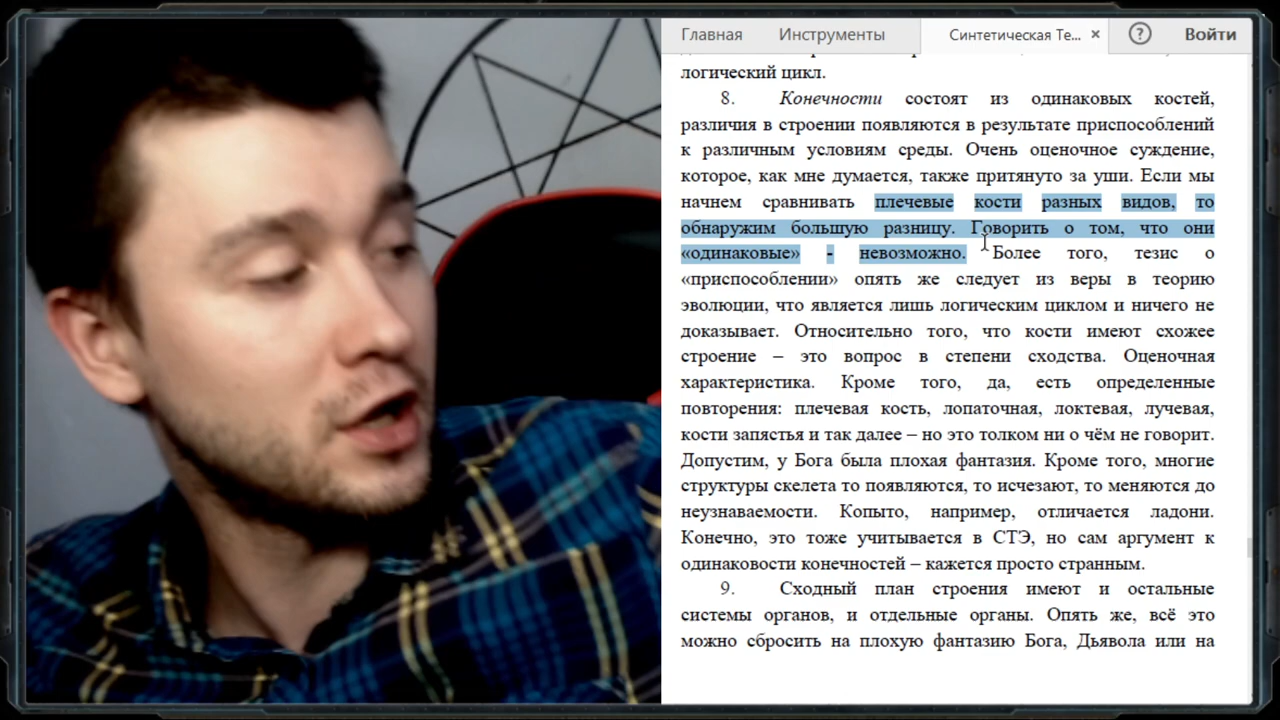 Главная Инструменты Синтетическая Те... × ? Войти
логический цикл.
8. Конечности состоят из одинаковых костей,
различия в строении появляются в результате приспособлений
к различным условиям среды. Очень оценочное суждение,
которое, как мне думается, также притянуто за уши. Если мы
начнем сравнивать плечевые кости разных видов, то
обнаружим большую разницу. Говорить о том, что они
«одинаковые» - невозможно. Более того, тезис о
«приспособлении» опять же следует из веры в теорию
эволюции, что является лишь логическим циклом и ничего не
доказывает. Относительно того, что кости имеют схожее
строение – это вопрос в степени сходства. Оценочная
характеристика. Кроме того, да, есть определенные
повторения: плечевая кость, лопаточная, локтевая, лучевая,
кости запястья и так далее – но это толком ни о чём не говорит.
Допустим, у Бога была плохая фантазия. Кроме того, многие
структуры скелета то появляются, то исчезают, то меняются до
неузнаваемости. Копыто, например, отличается ладони.
Конечно, это тоже учитывается в СТЭ, но сам аргумент к
одинаковости конечностей – кажется просто странным.
9. Сходный план строения имеют и остальные
системы органов, и отдельные органы. Опять же, всё это
можно сбросить на плохую фантазию Бога, Дьявола или на